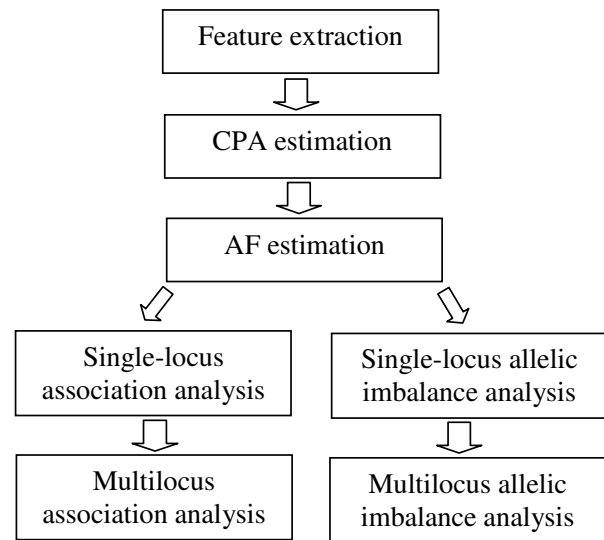 Feature extraction
CPA estimation
AF estimation
Single-locus
association analysis
Single-locus allelic
imbalance analysis
Multilocus
association analysis
Multilocus allelic
imbalance analysis